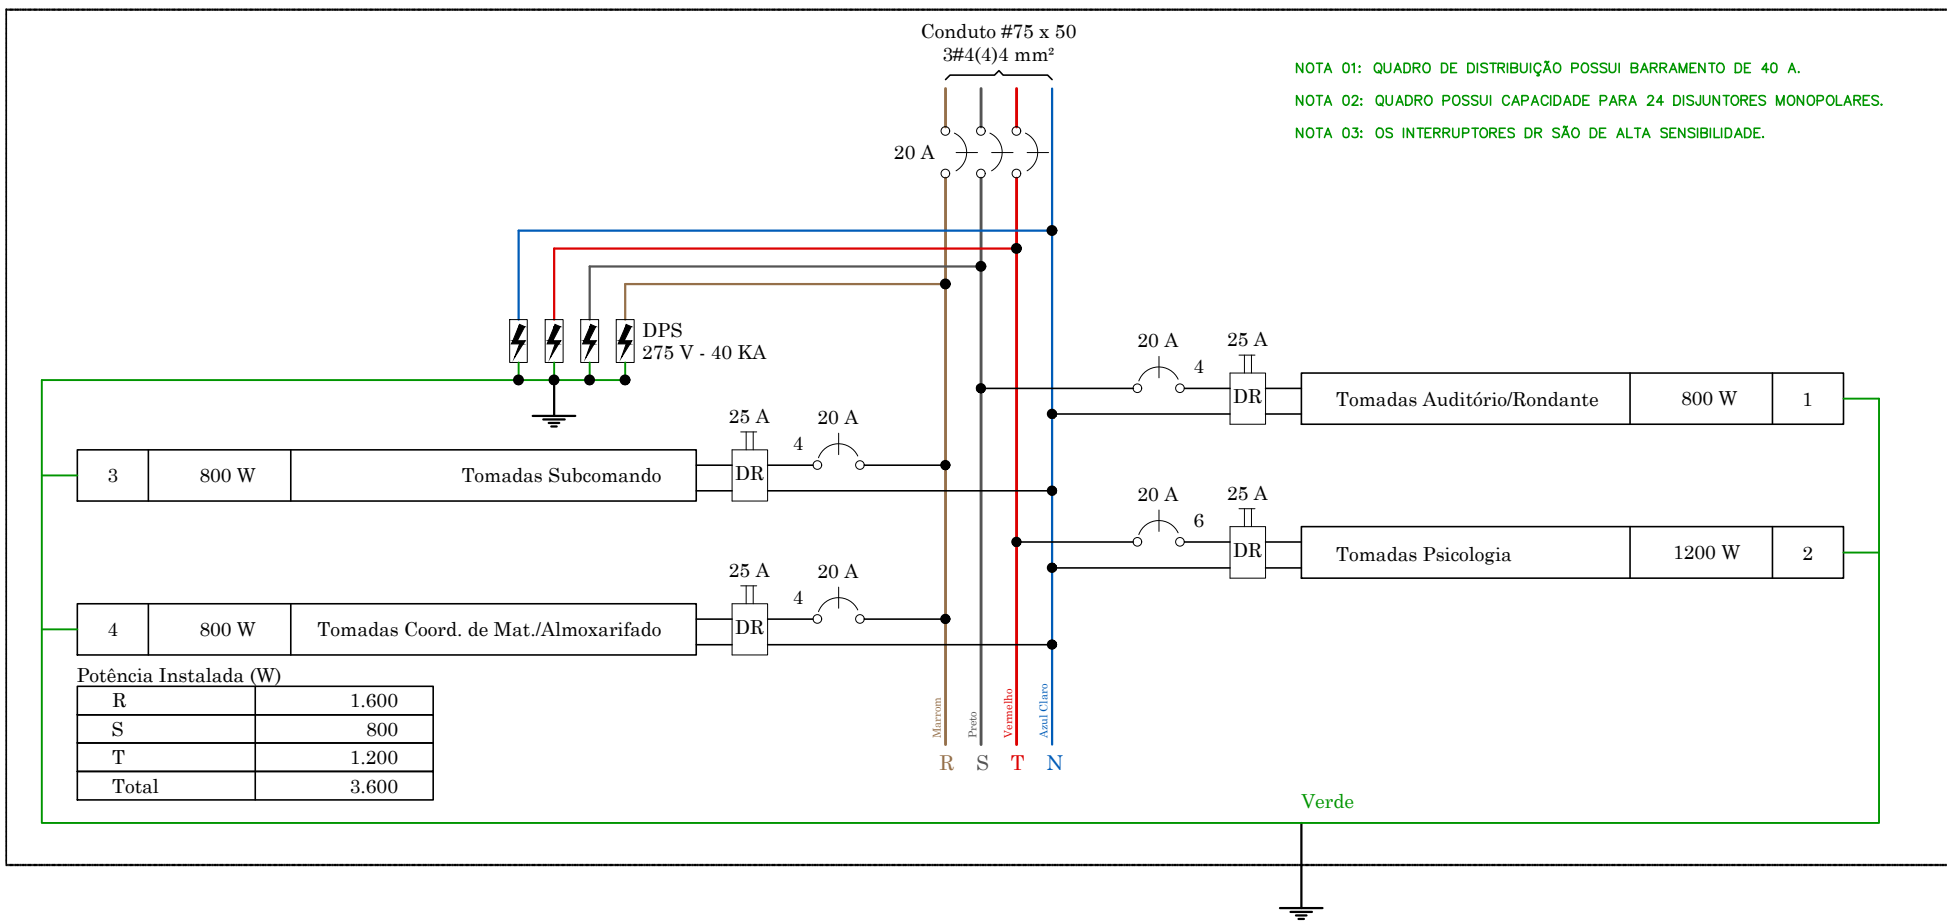 Conduto #75 x 50
3#4(4)4 mm²
NOTA 01: QUADRO DE DISTRIBUIÇÃO POSSUI BARRAMENTO DE 40 A.
NOTA 02: QUADRO POSSUI CAPACIDADE PARA 24 DISJUNTORES MONOPOLARES.
NOTA 03: OS INTERRUPTORES DR SÃO DE ALTA SENSIBILIDADE.
20 A
DPS
275 V - 40 KA
20 A
25 A
4
DR
Tomadas Auditório/Rondante
800 W
1
25 A
20 A
4
3
800 W
Tomadas Subcomando
DR
20 A
25 A
6
DR
Tomadas Psicologia
1200 W
2
25 A
20 A
4
4
800 W
Tomadas Coord. de Mat./Almoxarifado
DR
Potência Instalada (W)
R 1.600
S 800
T 1.200
Total 3.600
Marrom
Preto
Vermelho
Azul Claro
R S T N
Verde